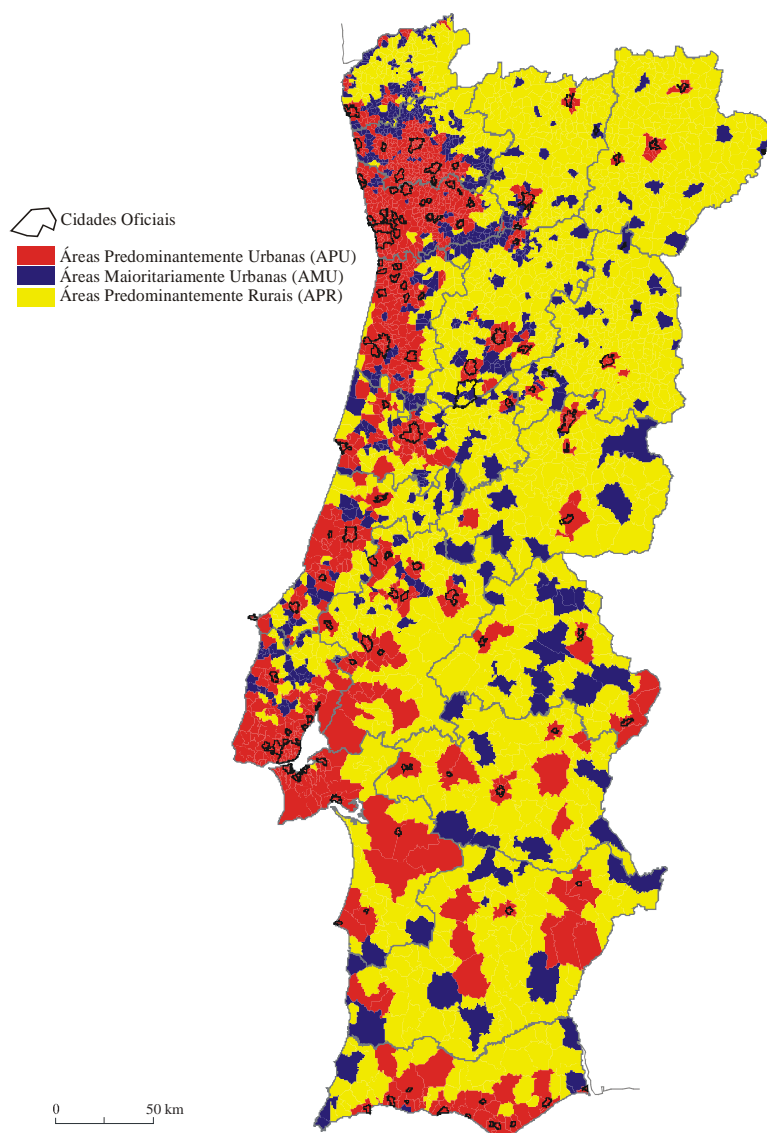 Cidades Oficiais
Áreas Predominantemente Urbanas (APU)
Áreas Maioritariamente Urbanas (AMU)
Áreas Predominantemente Rurais (APR)
0 50 km